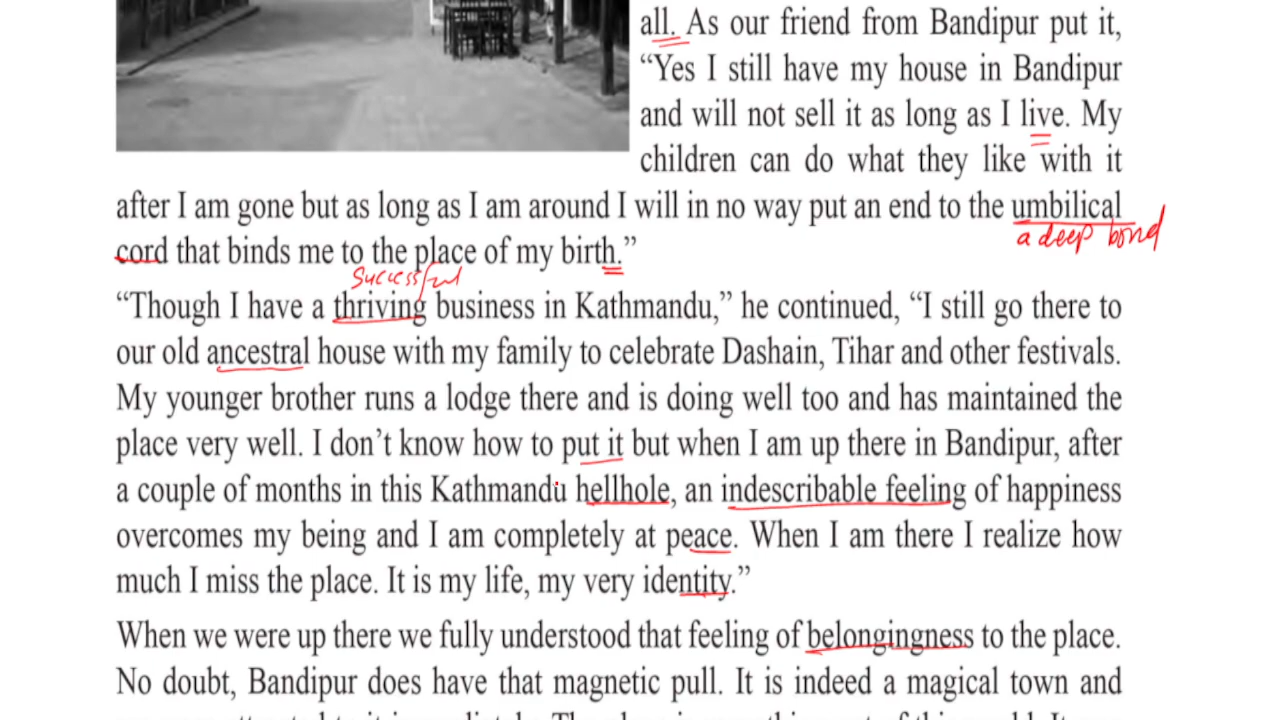 all. As our friend from Bandipur put it,
“Yes I still have my house in Bandipur
and will not sell it as long as I live. My
children can do what they like with it
after I am gone but as long as I am around I will in no way put an end to the umbilical
a deep bond
cord that binds me to the place of my birth.”
Successful
“Though I have a thriving business in Kathmandu,” he continued, “I still go there to
our old ancestral house with my family to celebrate Dashain, Tihar and other festivals.
My younger brother runs a lodge there and is doing well too and has maintained the
place very well. I don’t know how to put it but when I am up there in Bandipur, after
a couple of months in this Kathmandu hellhole, an indescribable feeling of happiness
overcomes my being and I am completely at peace. When I am there I realize how
much I miss the place. It is my life, my very identity.”
When we were up there we fully understood that feeling of belongingness to the place.
No doubt, Bandipur does have that magnetic pull. It is indeed a magical town and